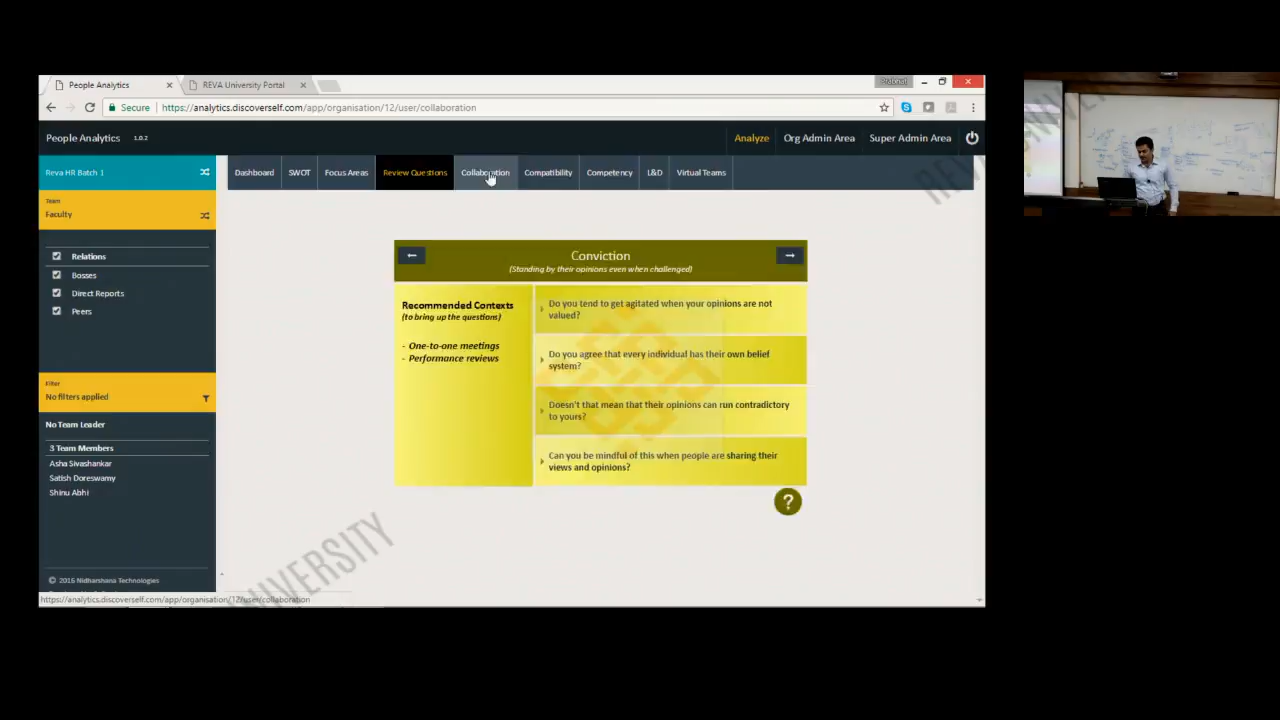 People Analytics
REVA University Portal
Prabhat
Secure
https://analytics.discoverself.com/app/organisation/12/user/collaboration
People Analytics 1.0.2
Analyze Org Admin Area Super Admin Area
Reva HR Batch 1
Dashboard SWOT Focus Areas Review Questions Collaboration Compatibility Competency L&D Virtual Teams
Team
Faculty
Relations
Bosses
Direct Reports
Peers
Filter
No filters applied
No Team Leader
3 Team Members
Asha Sivashankar
Satish Doreswamy
Shinu Abhi
© 2015 Nidharshana Technologies
https://analytics.discoverself.com/app/organisation/12/user/collaboration
Conviction
(Standing by their opinions even when challenged)
Recommended Contexts
(to bring up the questions)
- One-to-one meetings
- Performance reviews
Do you tend to get agitated when your opinions are not
valued?
Do you agree that every individual has their own belief
system?
Doesn't that mean that their opinions can run contradictory
to yours?
Can you be mindful of this when people are sharing their
views and opinions?
?
UNIVERSITY